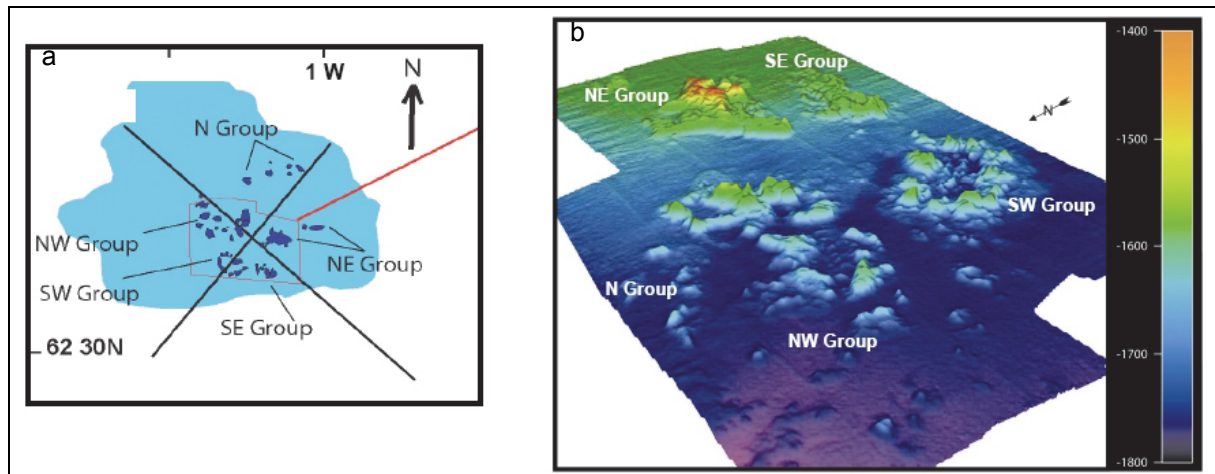 a
1 W
N
N Group
NW Group
SW Group
NE Group
SE Group
62 30N
b
SE Group
NE Group
N
SW Group
N Group
NW Group
-1400
-1500
-1600
-1700
-1800